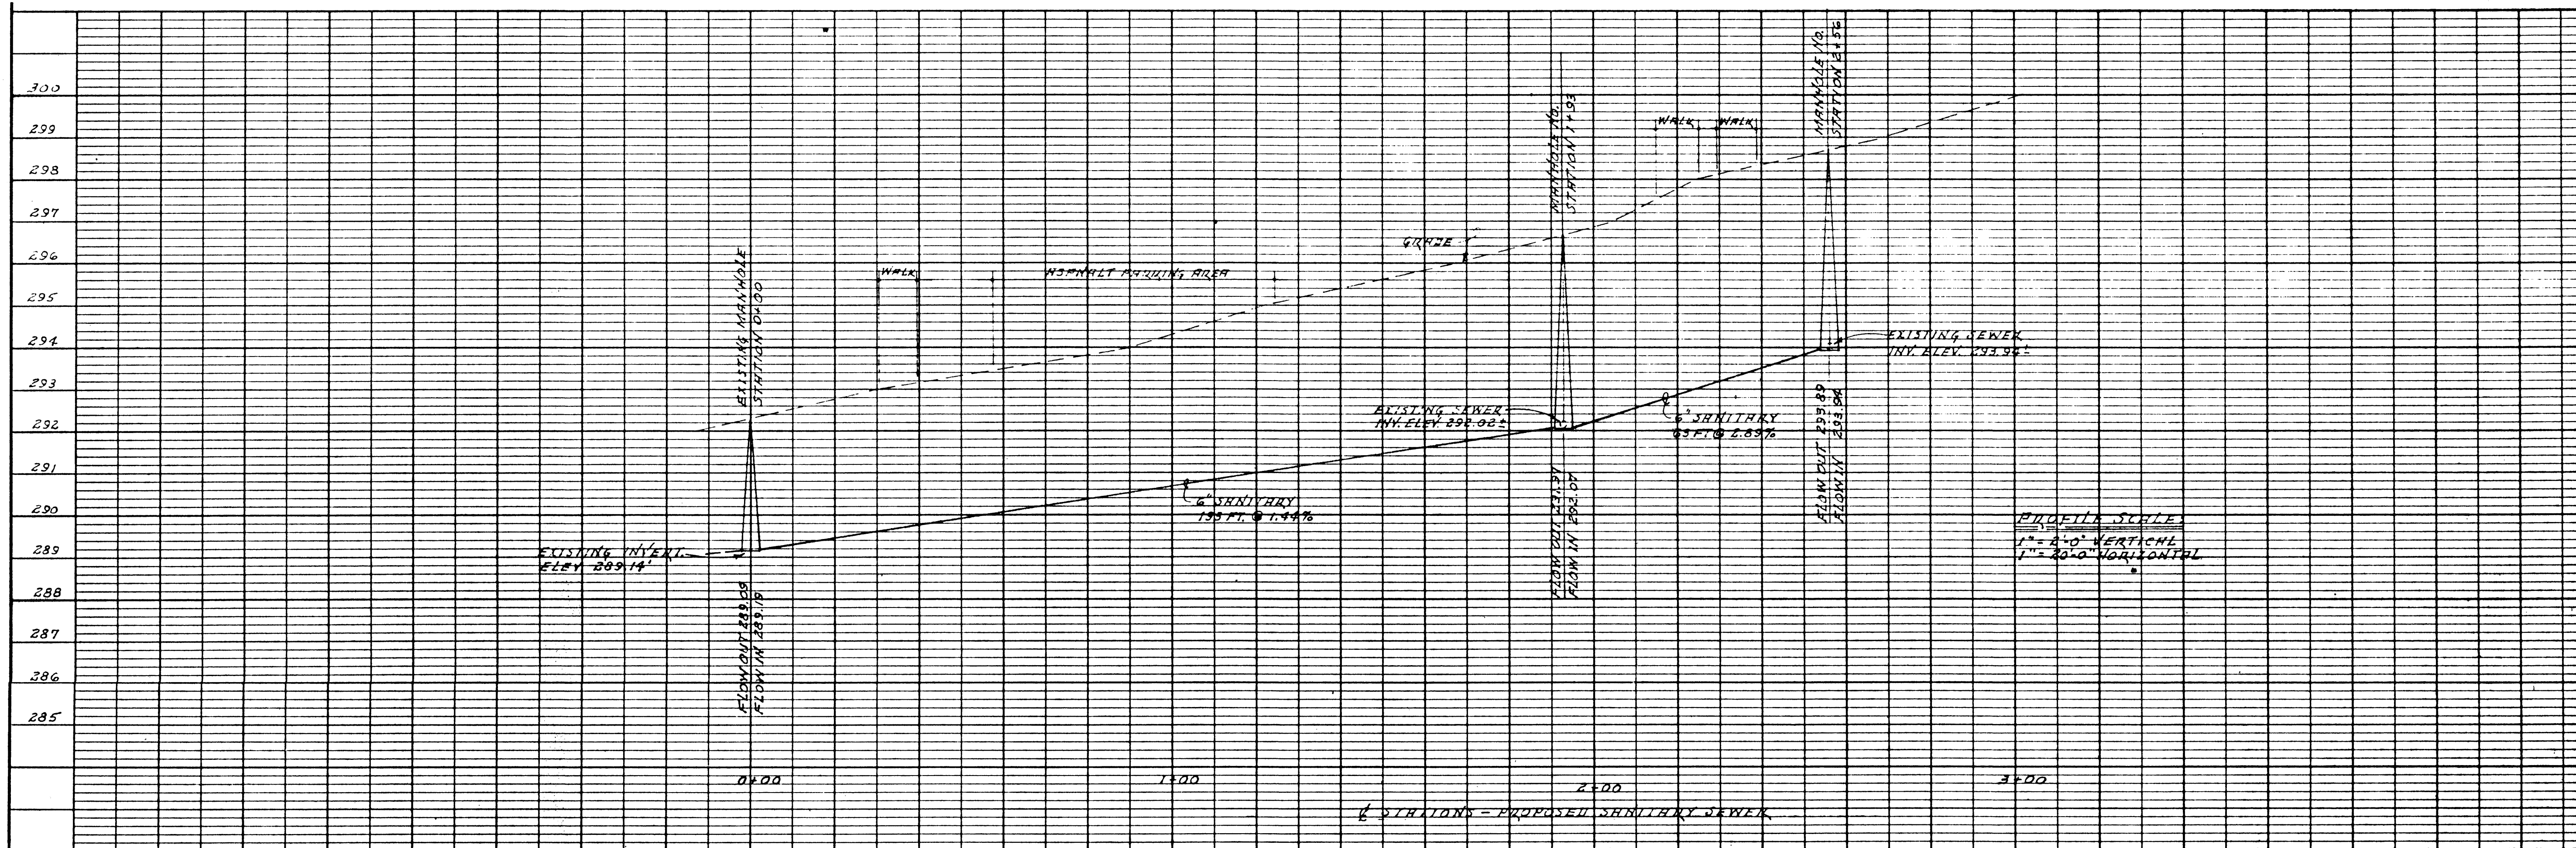 300
299
298
297
296
295
294
293
292
291
290
289
288
287
286
285
EXISTING MANHOLE
STATION 0+00
WALK
ASPHALT PARKING AREA
GRADE
MANHOLE No.
STATION 1+93
WALK
WALK
MANHOLE No.
STATION 2+56
EXISTING SEWER
INV. ELEV. 293.94±
EXISTING SEWER
INV. ELEV. 292.02±
6" SANITARY
63 FT. @ 2.89%
6" SANITARY
193 FT. @ 1.44%
EXISTING INVERT
ELEV 289.14'
FLOW OUT 289.09
FLOW IN 289.19
FLOW OUT 291.97
FLOW IN 292.07
FLOW OUT 293.89
FLOW IN 293.94
PROFILE SCALES
1" = 2'-0" VERTICAL
1" = 20'-0" HORIZONTAL
0+00
1+00
2+00
3+00
℄ STATIONS - PROPOSED SANITARY SEWER